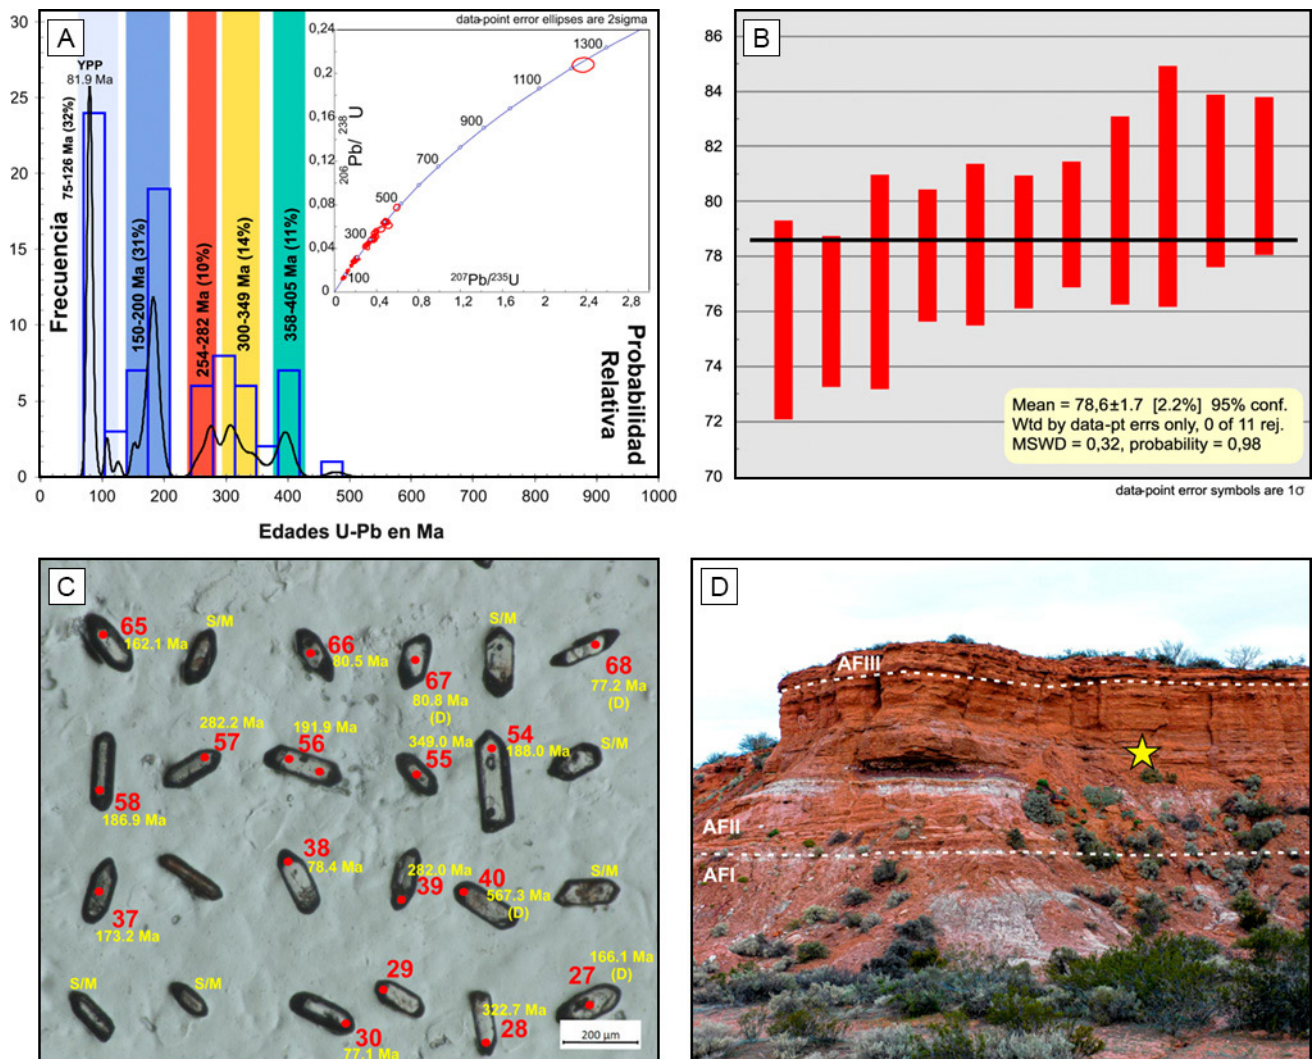 A
data-point error ellipses are 2sigma
30
25
20
15
10
5
0
Frecuencia
YPP
81.9 Ma
75-126 Ma (32%)
150-200 Ma (31%)
254-282 Ma (10%)
300-349 Ma (14%)
358-405 Ma (11%)
Probabilidad
Relativa
0 100 200 300 400 500 600 700 800 900 1000
Edades U-Pb en Ma
0,24
0,2
0,16
0,12
0,08
0,04
0
206Pb/238U
100
300
500
700
900
1100
1300
207Pb/235U
0 0,4 0,8 1,2 1,6 2 2,4 2,8
B
86
84
82
80
78
76
74
72
70
Mean = 78,6±1.7 [2.2%] 95% conf.
Wtd by data-pt errs only, 0 of 11 rej.
MSWD = 0,32, probability = 0,98
data-point error symbols are 1σ
C
65
162.1 Ma
S/M
66
80.5 Ma
67
80.8 Ma
(D)
S/M
68
77.2 Ma
(D)
58
186.9 Ma
282.2 Ma
57
191.9 Ma
56
349.0 Ma
55
54
188.0 Ma
S/M
37
173.2 Ma
38
78.4 Ma
282.0 Ma
39
40
567.3 Ma
(D)
S/M
S/M
S/M
30
77.1 Ma
29
322.7 Ma
28
166.1 Ma
(D)
27
200 µm
D
AFIII
AFII
AFI